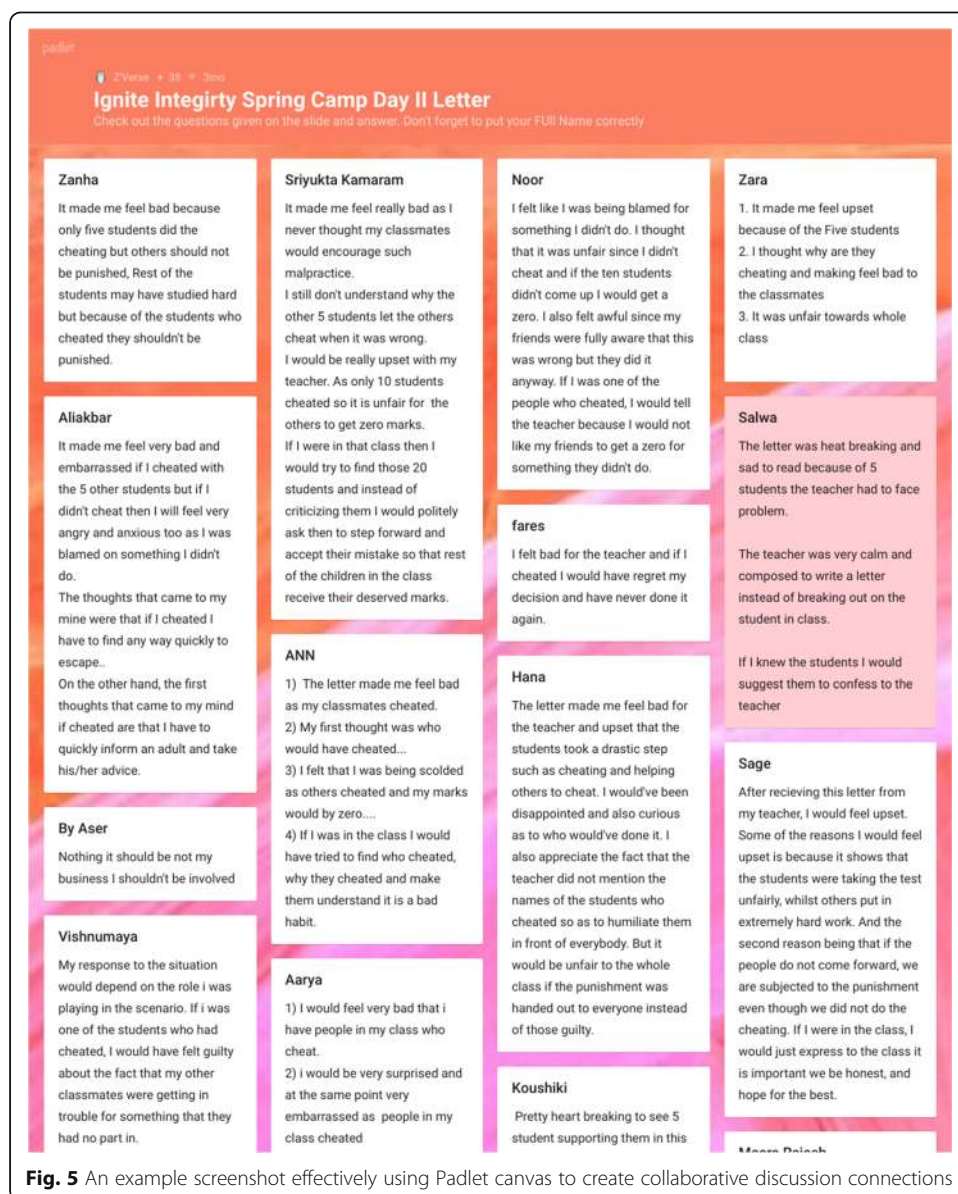 padlet
Z'Verse + 38 3mo
Ignite Integirty Spring Camp Day II Letter
Check out the questions given on the slide and answer. Don't forget to put your FUll Name correctly
Zanha
It made me feel bad because
only five students did the
cheating but others should not
be punished, Rest of the
students may have studied hard
but because of the students who
cheated they shouldn't be
punished.
Aliakbar
It made me feel very bad and
embarrassed if I cheated with
the 5 other students but if I
didn't cheat then I will feel very
angry and anxious too as I was
blamed on something I didn't
do.
The thoughts that came to my
mine were that if I cheated I
have to find any way quickly to
escape..
On the other hand, the first
thoughts that came to my mind
if cheated are that I have to
quickly inform an adult and take
his/her advice.
By Aser
Nothing it should be not my
business I shouldn't be involved
Vishnumaya
My response to the situation
would depend on the role i was
playing in the scenario. If i was
one of the students who had
cheated, I would have felt guilty
about the fact that my other
classmates were getting in
trouble for something that they
had no part in.
Sriyukta Kamaram
It made me feel really bad as I
never thought my classmates
would encourage such
malpractice.
I still don't understand why the
other 5 students let the others
cheat when it was wrong.
I would be really upset with my
teacher. As only 10 students
cheated so it is unfair for the
others to get zero marks.
If I were in that class then I
would try to find those 20
students and instead of
criticizing them I would politely
ask then to step forward and
accept their mistake so that rest
of the children in the class
receive their deserved marks.
ANN
1) The letter made me feel bad
as my classmates cheated.
2) My first thought was who
would have cheated...
3) I felt that I was being scolded
as others cheated and my marks
would by zero....
4) If I was in the class I would
have tried to find who cheated,
why they cheated and make
them understand it is a bad
habit.
Aarya
1) I would feel very bad that i
have people in my class who
cheat.
2) i would be very surprised and
at the same point very
embarrassed as people in my
class cheated
Noor
I felt like I was being blamed for
something I didn't do. I thought
that it was unfair since I didn't
cheat and if the ten students
didn't come up I would get a
zero. I also felt awful since my
friends were fully aware that this
was wrong but they did it
anyway. If I was one of the
people who cheated, I would tell
the teacher because I would not
like my friends to get a zero for
something they didn't do.
fares
I felt bad for the teacher and if I
cheated I would have regret my
decision and have never done it
again.
Hana
The letter made me feel bad for
the teacher and upset that the
students took a drastic step
such as cheating and helping
others to cheat. I would've been
disappointed and also curious
as to who would've done it. I
also appreciate the fact that the
teacher did not mention the
names of the students who
cheated so as to humiliate them
in front of everybody. But it
would be unfair to the whole
class if the punishment was
handed out to everyone instead
of those guilty.
Koushiki
Pretty heart breaking to see 5
student supporting them in this
Zara
1. It made me feel upset
because of the Five students
2. I thought why are they
cheating and making feel bad to
the classmates
3. It was unfair towards whole
class
Salwa
The letter was heat breaking and
sad to read because of 5
students the teacher had to face
problem.
The teacher was very calm and
composed to write a letter
instead of breaking out on the
student in class.
If I knew the students I would
suggest them to confess to the
teacher
Sage
After recieving this letter from
my teacher, I would feel upset.
Some of the reasons I would feel
upset is because it shows that
the students were taking the test
unfairly, whilst others put in
extremely hard work. And the
second reason being that if the
people do not come forward, we
are subjected to the punishment
even though we did not do the
cheating. If I were in the class, I
would just express to the class it
is important we be honest, and
hope for the best.
Fig. 5 An example screenshot effectively using Padlet canvas to create collaborative discussion connections